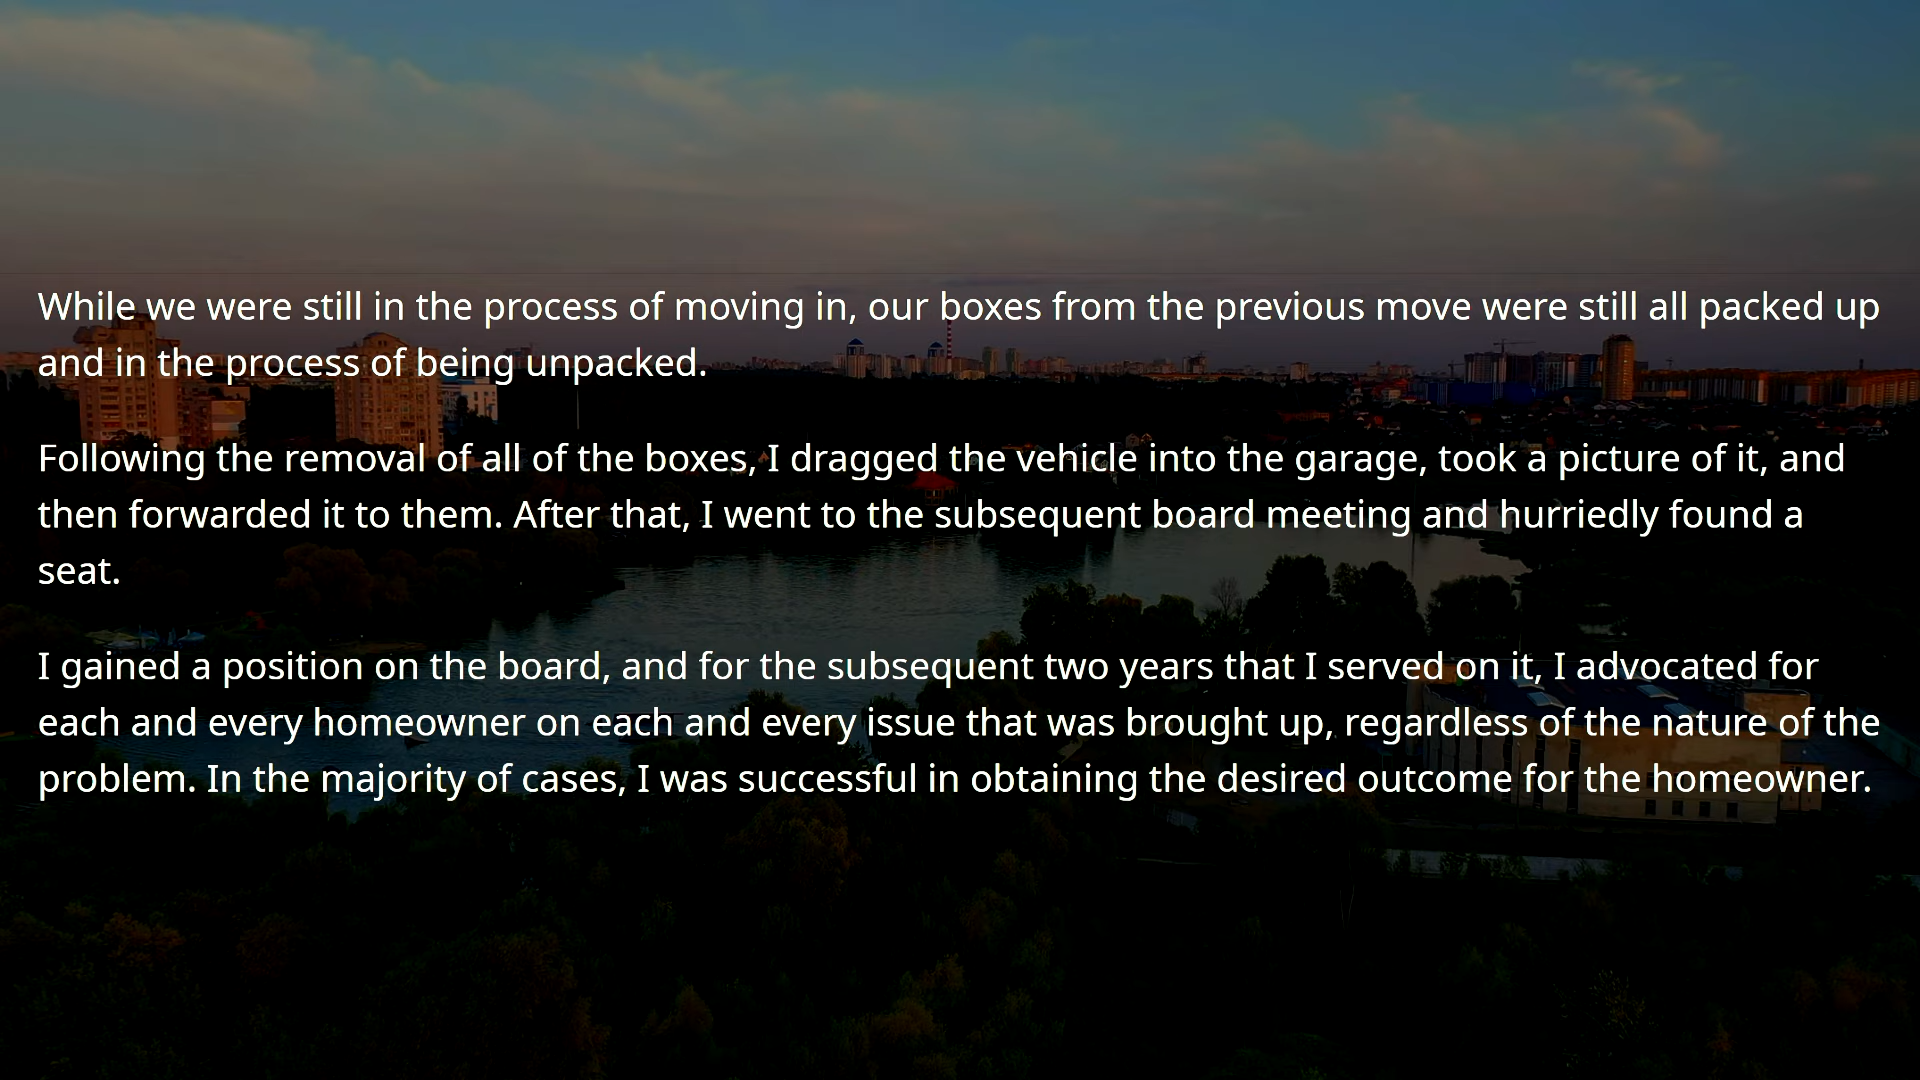 While we were still in the process of moving in, our boxes from the previous move were still all packed up
and in the process of being unpacked.
Following the removal of all of the boxes, I dragged the vehicle into the garage, took a picture of it, and
then forwarded it to them. After that, I went to the subsequent board meeting and hurriedly found a
seat.
I gained a position on the board, and for the subsequent two years that I served on it, I advocated for
each and every homeowner on each and every issue that was brought up, regardless of the nature of the
problem. In the majority of cases, I was successful in obtaining the desired outcome for the homeowner.